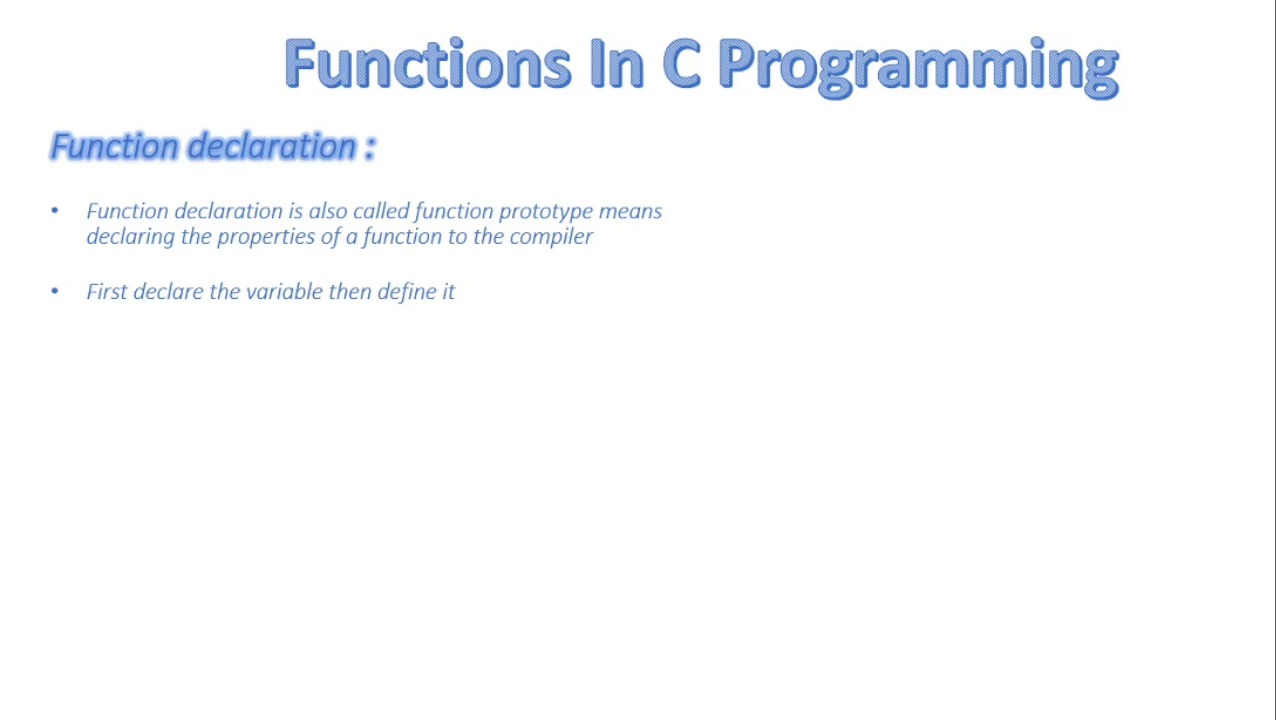 Functions In C Programming
Function declaration :
• Function declaration is also called function prototype means
declaring the properties of a function to the compiler
• First declare the variable then define it